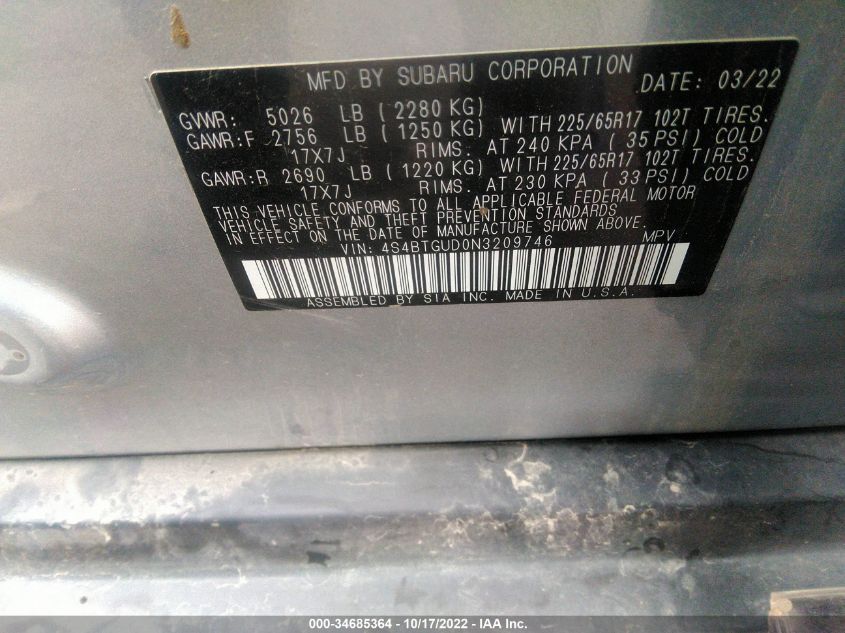 MFD BY SUBARU CORPORATION DATE: 03/22
GVWR: 5026 LB (2280 KG)
GAWR:F 2756 LB (1250 KG) WITH 225/65R17 102T TIRES.
17X7J RIMS. AT 240 KPA (35 PSI) COLD
GAWR:R 2690 LB (1220 KG) WITH 225/65R17 102T TIRES.
17X7J RIMS. AT 230 KPA (33 PSI) COLD
THIS VEHICLE CONFORMS TO ALL APPLICABLE FEDERAL MOTOR
VEHICLE SAFETY AND THEFT PREVENTION STANDARDS
IN EFFECT ON THE DATE OF MANUFACTURE SHOWN ABOVE.
VIN: 4S4BTGUD0N3209746 MPV
ASSEMBLED BY SIA INC. MADE IN U.S.A.
000-34685364 - 10/17/2022 - IAA Inc.